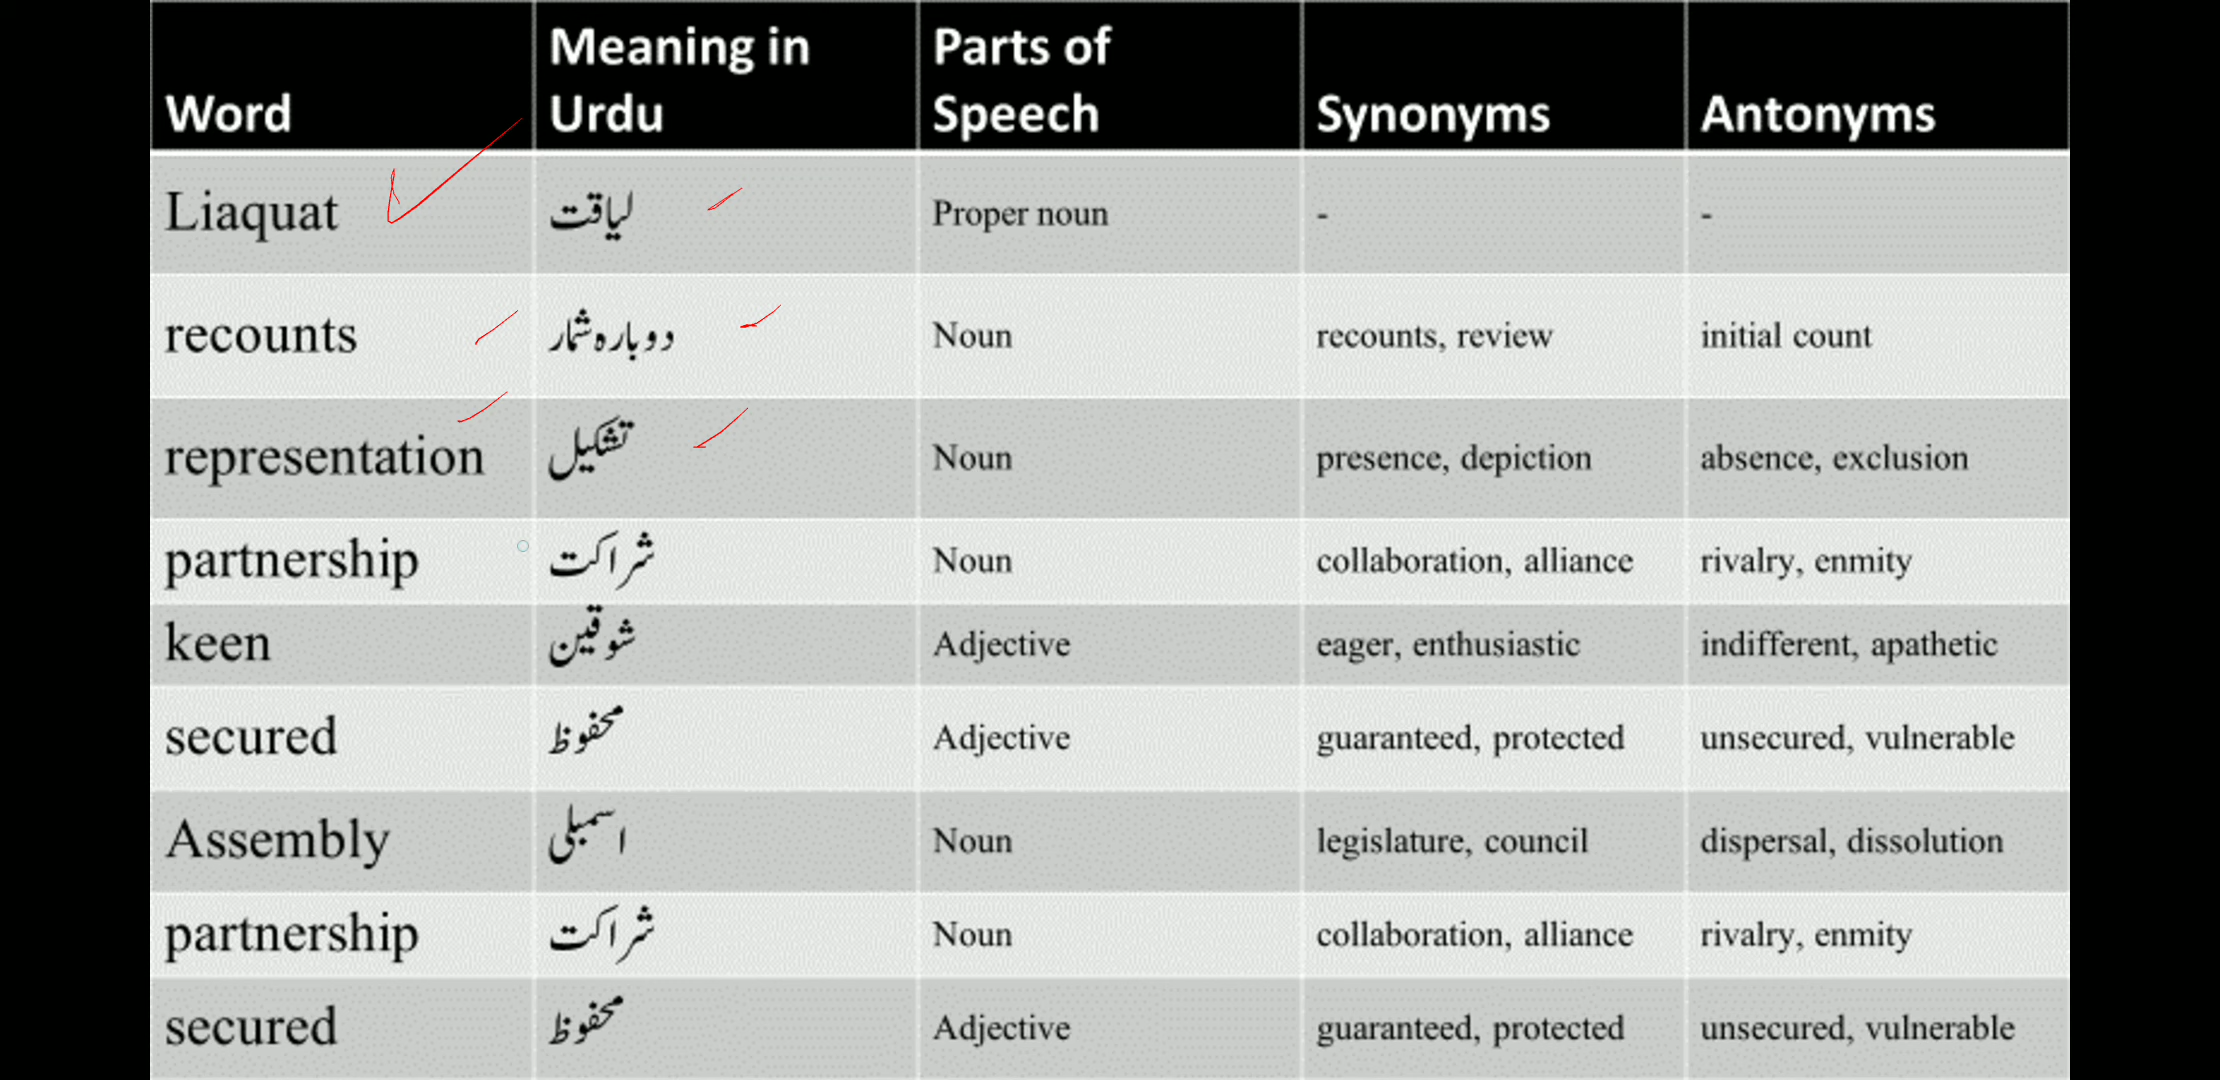 Word | Meaning in Urdu | Parts of Speech | Synonyms | Antonyms
Liaquat | لیاقت | Proper noun | - | -
recounts | دوبارہ شمار | Noun | recounts, review | initial count
representation | تشکیل | Noun | presence, depiction | absence, exclusion
partnership | شراکت | Noun | collaboration, alliance | rivalry, enmity
keen | شوقین | Adjective | eager, enthusiastic | indifferent, apathetic
secured | محفوظ | Adjective | guaranteed, protected | unsecured, vulnerable
Assembly | اسمبلی | Noun | legislature, council | dispersal, dissolution
partnership | شراکت | Noun | collaboration, alliance | rivalry, enmity
secured | محفوظ | Adjective | guaranteed, protected | unsecured, vulnerable